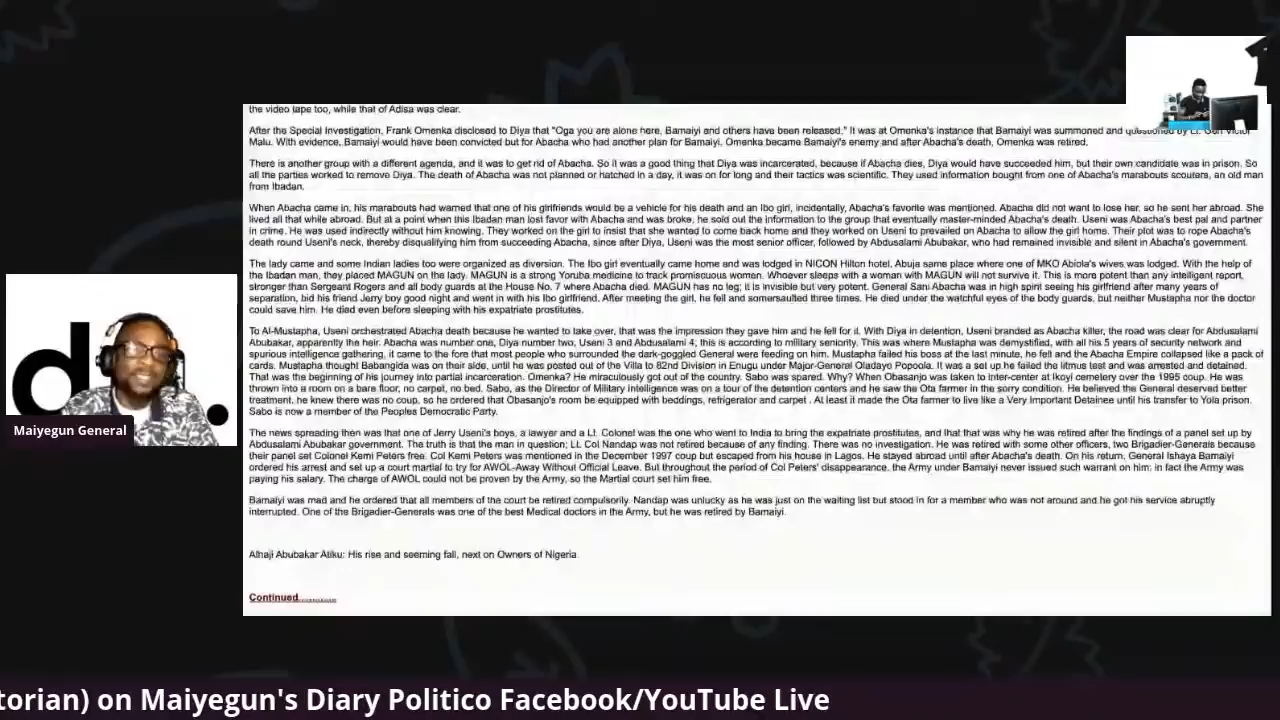 the video tape too, while that of Adisa was clear.
After the Special Investigation, Frank Omenka disclosed to Diya that "Oga you are alone here, Bamaiyi and others have been released." It was at Omenka's instance that Bamaiyi was summoned and questioned by Lt. Gen Victor
Malu. With evidence, Bamaiyi would have been convicted but for Abacha who had another plan for Bamaiyi. Omenka became Bamaiyi's enemy and after Abacha's death, Omenka was retired.
There is another group with a different agenda, and it was to get rid of Abacha. So it was a good thing that Diya was incarcerated, because if Abacha dies, Diya would have succeeded him, but their own candidate was in prison. So
all the parties worked to remove Diya. The death of Abacha was not planned or hatched in a day, it was on for long and their tactics was scientific. They used information bought from one of Abacha's marabouts scouters, an old man
from Ibadan.
When Abacha came in, his marabouts had warned that one of his girlfriends would be a vehicle for his death and an Ibo girl, incidentally, Abacha's favorite was mentioned. Abacha did not want to lose her, so he sent her abroad. She
lived all that while abroad. But at a point when this Ibadan man lost favor with Abacha and was broke, he sold out the information to the group that eventually master-minded Abacha's death. Useni was Abacha's best pal and partner
in crime. He was used indirectly without him knowing. They worked on the girl to insist that she wanted to come back home and they worked on Useni to prevailed on Abacha to allow the girl home. Their plot was to rope Abacha's
death round Useni's neck, thereby disqualifying him from succeeding Abacha, since after Diya, Useni was the most senior officer, followed by Abdusalami Abubakar, who had remained invisible and silent in Abacha's government.
The lady came and some Indian ladies too were organized as diversion. The Ibo girl eventually came home and was lodged in NICON Hilton hotel, Abuja same place where one of MKO Abiola's wives was lodged. With the help of
the Ibadan man, they placed MAGUN on the lady. MAGUN is a strong Yoruba medicine to track promiscuous women. Whoever sleeps with a woman with MAGUN will not survive it. This is more potent than any intelligent report,
stronger than Sergeant Rogers and all body guards at the House No. 7 where Abacha died. MAGUN has no leg; it is invisible but very potent. General Sani Abacha was in high spirit seeing his girlfriend after many years of
separation, bid his friend Jerry boy good night and went in with his Ibo girlfriend. After meeting the girl, he fell and somersaulted three times. He died under the watchful eyes of the body guards, but neither Mustapha nor the doctor
could save him. He died even before sleeping with his expatriate prostitutes.
To Al-Mustapha, Useni orchestrated Abacha death because he wanted to take over, that was the impression they gave him and he fell for it. With Diya in detention, Useni branded as Abacha killer, the road was clear for Abdusalami
Abubakar, apparently the heir. Abacha was number one, Diya number two, Useni 3 and Abdusalami 4; this is according to military seniority. This was where Mustapha was demystified, with all his 5 years of security network and
spurious intelligence gathering, it came to the fore that most people who surrounded the dark-goggled General were feeding on him. Mustapha failed his boss at the last minute, he fell and the Abacha Empire collapsed like a pack of
cards. Mustapha thought Babangida was on their side, until he was posted out of the Villa to 82nd Division in Enugu under Major-General Oladayo Popoola. It was a set up he failed the litmus test and was arrested and detained.
That was the beginning of his journey into partial incarceration. Omenka? He miraculously got out of the country. Sabo was spared. Why? When Obasanjo was taken to inter-center at Ikoyi cemetery over the 1995 coup. He was
thrown into a room on a bare floor, no carpet, no bed. Sabo, as the Director of Military Intelligence was on a tour of the detention centers and he saw the Ota farmer in the sorry condition. He believed the General deserved better
treatment, he knew there was no coup, so he ordered that Obasanjo's room be equipped with beddings, refrigerator and carpet . At least it made the Ota farmer to live like a Very Important Detainee until his transfer to Yola prison.
Sabo is now a member of the Peoples Democratic Party.
The news spreading then was that one of Jerry Useni's boys, a lawyer and a Lt. Colonel was the one who went to India to bring the expatriate prostitutes, and that that was why he was retired after the findings of a panel set up by
Abdusalami Abubakar government. The truth is that the man in question; Lt. Col Nandap was not retired because of any finding. There was no investigation. He was retired with some other officers, two Brigadier-Generals because
their panel set Colonel Kemi Peters free. Col Kemi Peters was mentioned in the December 1997 coup but escaped from his house in Lagos. He stayed abroad until after Abacha's death. On his return, General Ishaya Bamaiyi
ordered his arrest and set up a court martial to try for AWOL-Away Without Official Leave. But throughout the period of Col Peters' disappearance, the Army under Bamaiyi never issued such warrant on him; in fact the Army was
paying his salary. The charge of AWOL could not be proven by the Army, so the Martial court set him free.
Bamaiyi was mad and he ordered that all members of the court be retired compulsorily. Nandap was unlucky as he was just on the waiting list but stood in for a member who was not around and he got his service abruptly
interrupted. One of the Brigadier-Generals was one of the best Medical doctors in the Army, but he was retired by Bamaiyi.
Alhaji Abubakar Atiku: His rise and seeming fall, next on Owners of Nigeria
Continued............
d
Maiyegun General
torian) on Maiyegun's Diary Politico Facebook/YouTube Live